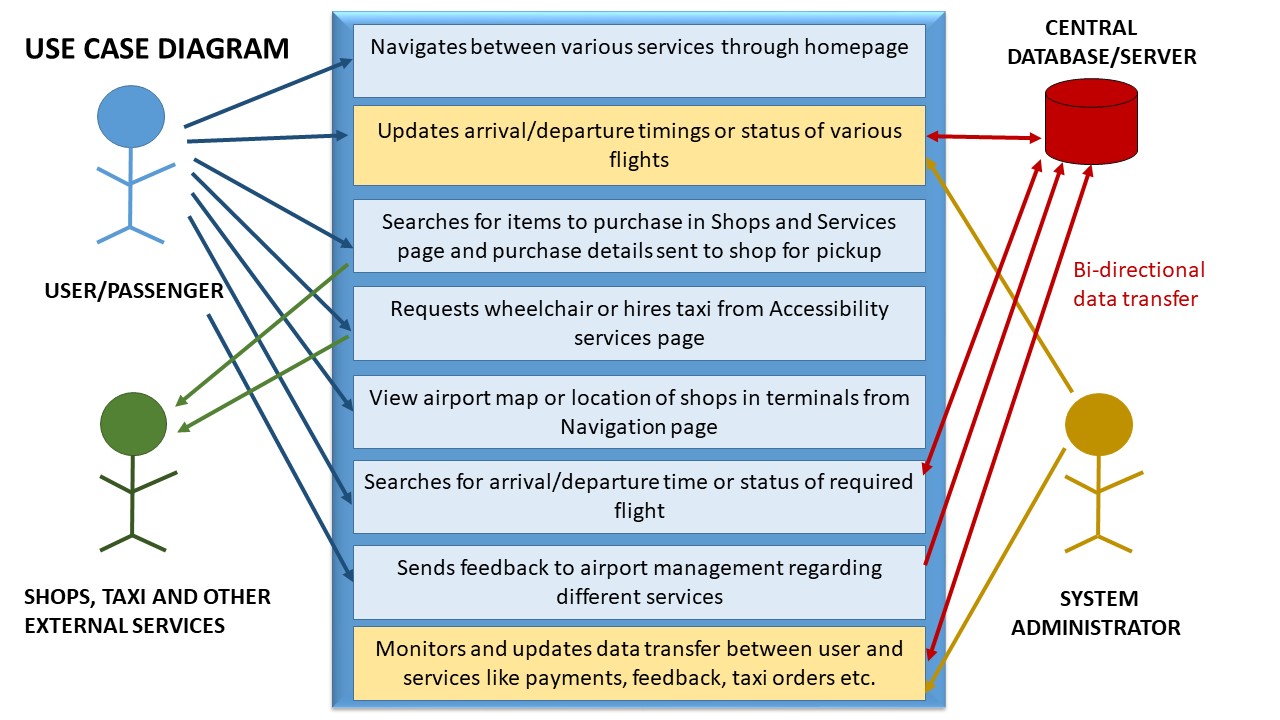 USE CASE DIAGRAM
USER/PASSENGER
SHOPS, TAXI AND OTHER
EXTERNAL SERVICES
Navigates between various services through homepage
Updates arrival/departure timings or status of various
flights
Searches for items to purchase in Shops and Services
page and purchase details sent to shop for pickup
Requests wheelchair or hires taxi from Accessibility
services page
View airport map or location of shops in terminals from
Navigation page
Searches for arrival/departure time or status of required
flight
Sends feedback to airport management regarding
different services
Monitors and updates data transfer between user and
services like payments, feedback, taxi orders etc.
CENTRAL
DATABASE/SERVER
Bi-directional
data transfer
SYSTEM
ADMINISTRATOR